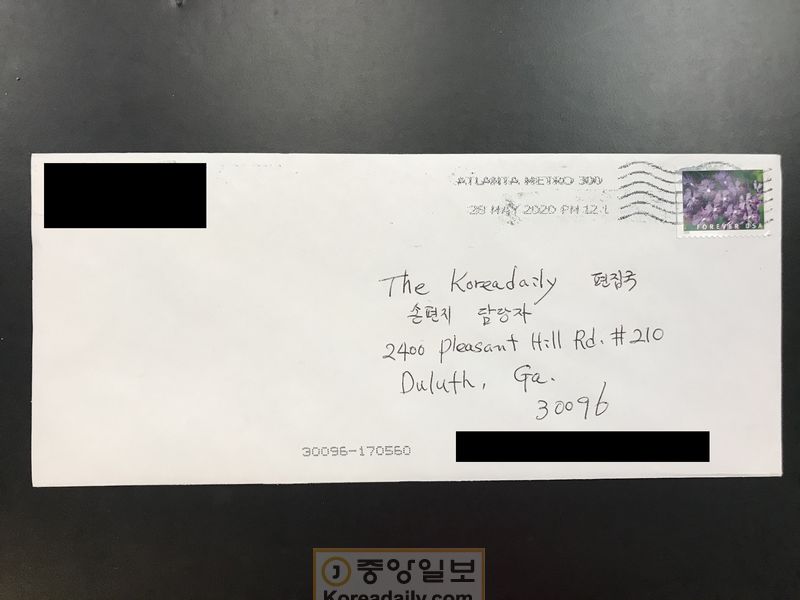 ATLANTA METRO 300
28 MAY 2020 PM 12 L
FOREVER USA
The Koreadaily 편집국
손편지 담당자
2400 Pleasant Hill Rd. #210
Duluth, Ga.
30096
30096-170560
중앙일보
Koreadaily.com